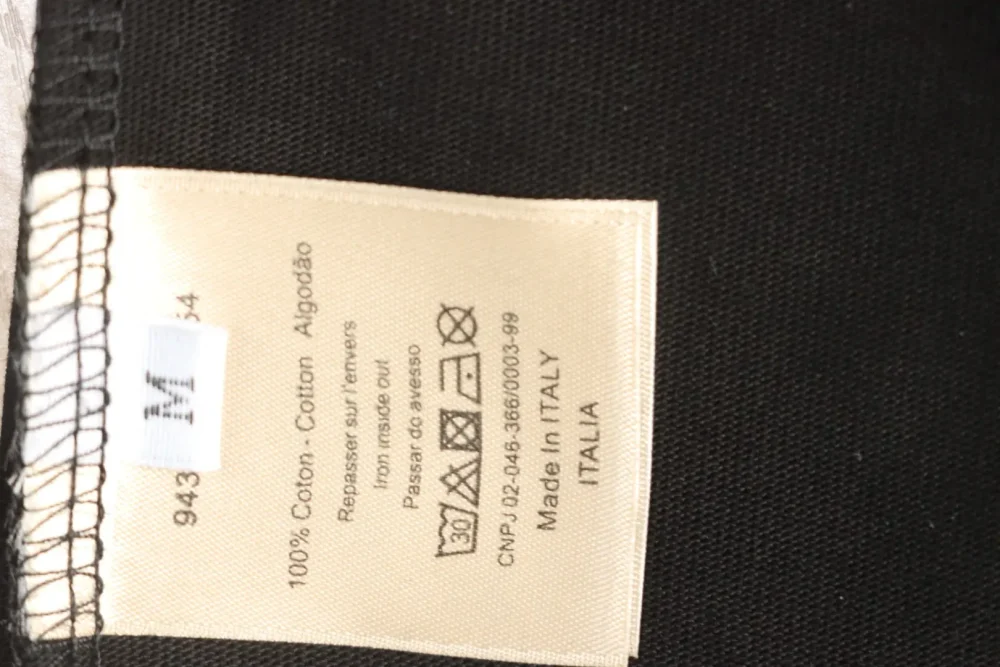 943 54
M
100% Coton - Cotton Algodão
Repasser sur l'envers
Iron inside out
Passar do avesso
30
CNPJ 02-046-366/0003-99
Made In ITALY
ITALIA